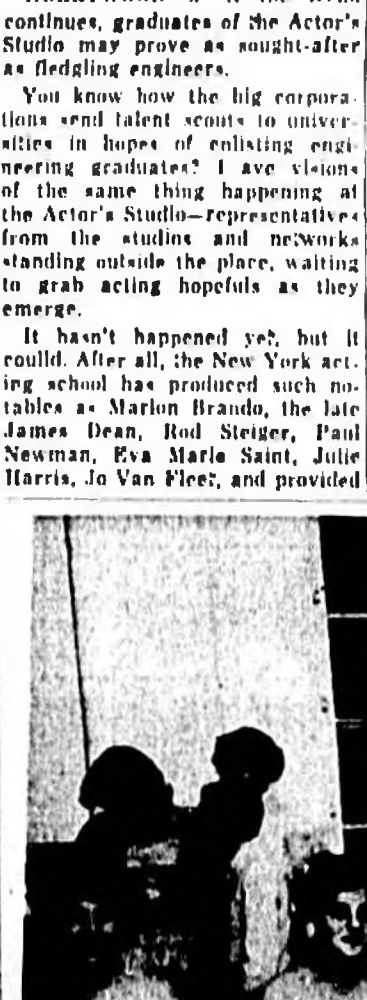 continues, graduates of the Actor's
Studio may prove as sought-after
as fledgling engineers.
You know how the big corpora-
tions send talent scouts to univer-
sities in hopes of enlisting engi-
neering graduates? I ave visions
of the same thing happening at
the Actor's Studio—representatives
from the studios and networks
standing outside the place, waiting
to grab acting hopefuls as they
emerge.
It hasn't happened yet, but it
coulld. After all, the New York act-
ing school has produced such no-
tables as Marlon Brando, the late
James Dean, Rod Steiger, Paul
Newman, Eva Marie Saint, Julie
Harris, Jo Van Fleet, and provided